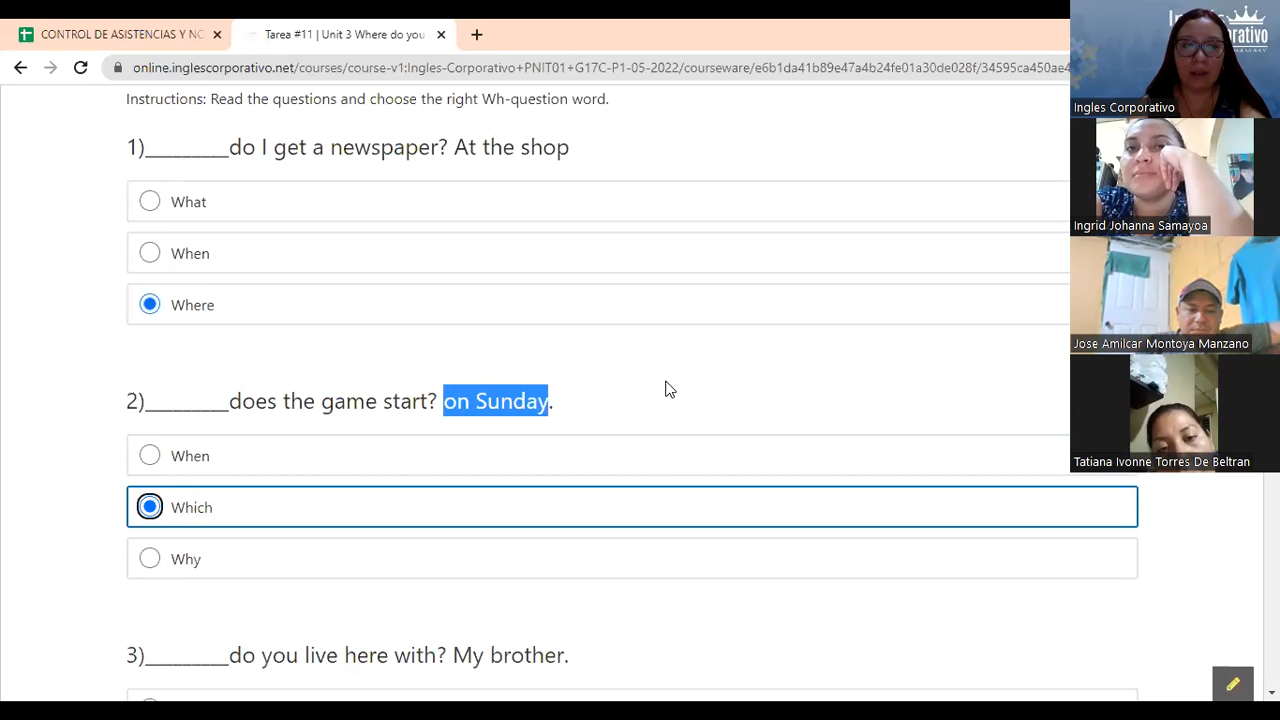 CONTROL DE ASISTENCIAS Y NC
Tarea #11 | Unit 3 Where do you
online.inglescorporativo.net/courses/course-v1:Ingles-Corporativo+PNIT01+G17C-P1-05-2022/courseware/e6b1da41b89e47a4b24fe01a30de028f/34595ca450ae4
Instructions: Read the questions and choose the right Wh-question word.
1)_________do I get a newspaper? At the shop
What
When
Where
2)_________does the game start? on Sunday.
When
Which
Why
3)_________do you live here with? My brother.
Ingles Corporativo
Ingrid Johanna Samayoa
Jose Amilcar Montoya Manzano
Tatiana Ivonne Torres De Beltran